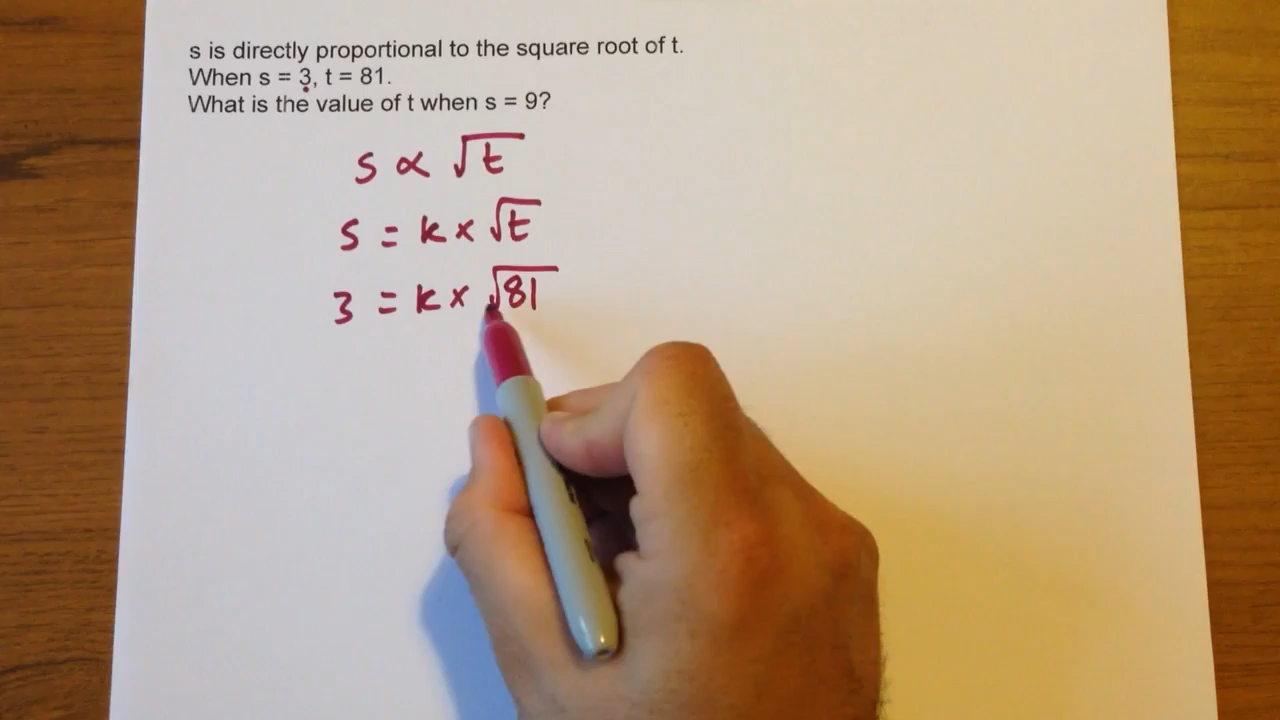 s is directly proportional to the square root of t.
When s = 3, t = 81.
What is the value of t when s = 9?
s ∝ √t
s = k × √t
3 = k × √81